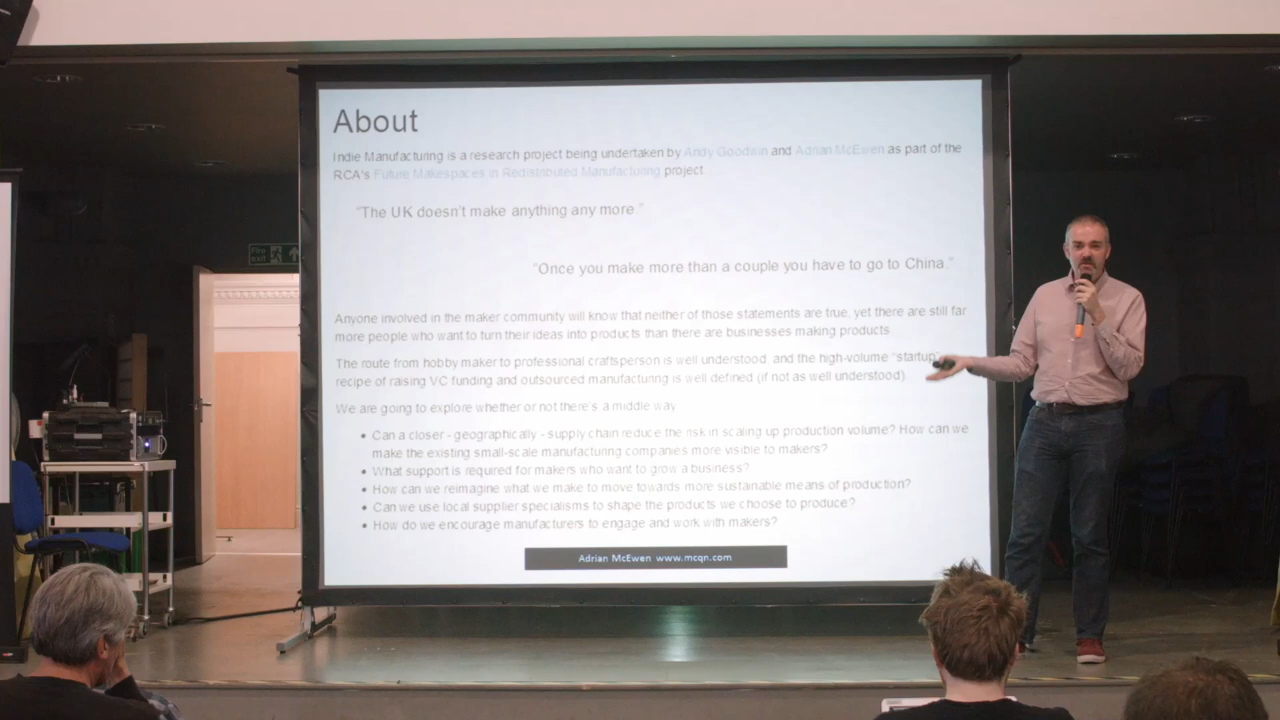 About
Indie Manufacturing is a research project being undertaken by Andy Goodwin and Adrian McEwen as part of the
RCA's Future Makespaces in Redistributed Manufacturing project
"The UK doesn't make anything any more."
"Once you make more than a couple you have to go to China."
Anyone involved in the maker community will know that neither of those statements are true, yet there are still far
more people who want to turn their ideas into products than there are businesses making products
The route from hobby maker to professional craftsperson is well understood and the high-volume "startup"
recipe of raising VC funding and outsourced manufacturing is well defined (if not as well understood)
We are going to explore whether or not there's a middle way
• Can a closer - geographically - supply chain reduce the risk in scaling up production volume? How can we
make the existing small-scale manufacturing companies more visible to makers?
• What support is required for makers who want to grow a business?
• How can we reimagine what we make to move towards more sustainable means of production?
• Can we use local supplier specialisms to shape the products we choose to produce?
• How do we encourage manufacturers to engage and work with makers?
Adrian McEwen www.mcqn.com
Fire
exit